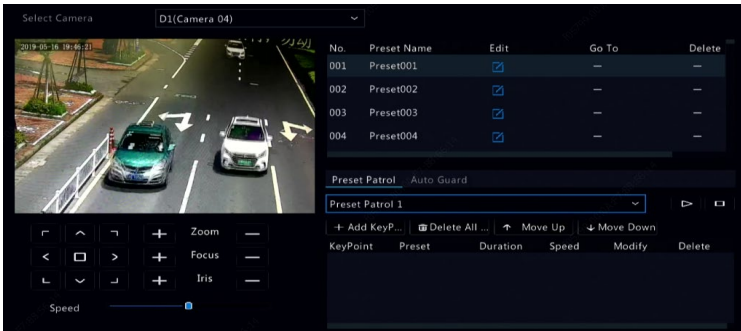 Select Camera
D1(Camera 04)
2019-05-16 19:46:21
No. Preset Name Edit Go To Delete
001 Preset001
002 Preset002
003 Preset003
004 Preset004
Preset Patrol Auto Guard
Preset Patrol 1
+ Add KeyP... Delete All ... ↑ Move Up ↓ Move Down
KeyPoint Preset Duration Speed Modify Delete
+ Zoom —
+ Focus —
+ Iris —
Speed